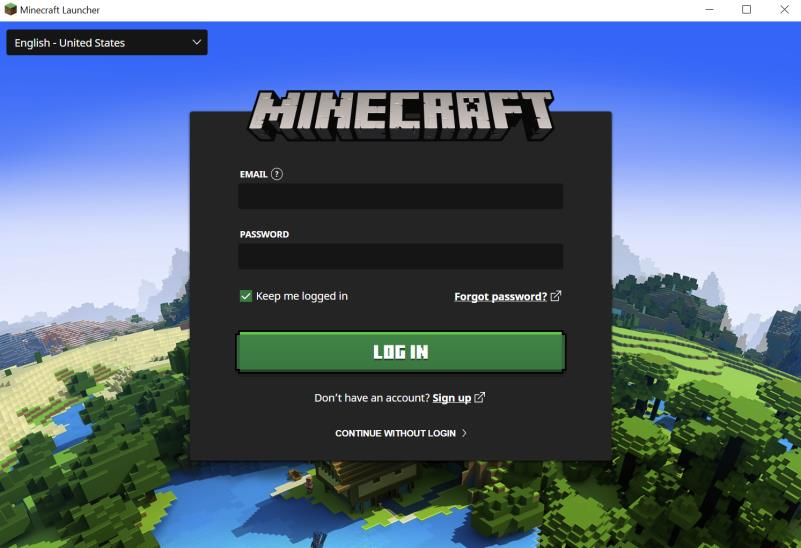 Minecraft Launcher
English - United States
MINECRAFT
EMAIL ?
PASSWORD
Keep me logged in
Forgot password?
LOG IN
Don't have an account? Sign up
CONTINUE WITHOUT LOGIN